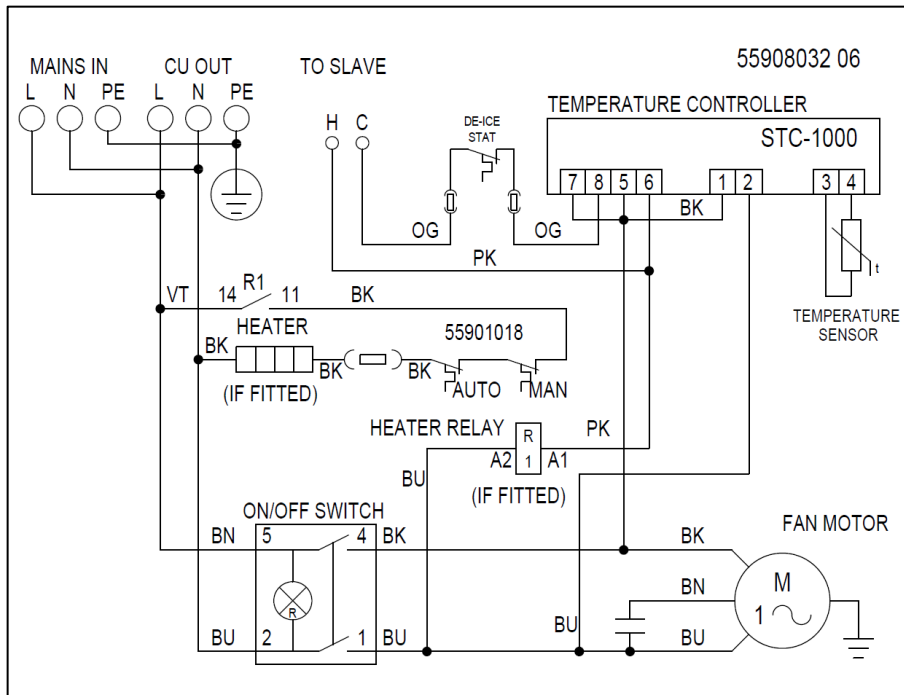 55908032 06
MAINS IN
CU OUT
TO SLAVE
L N PE L N PE
TEMPERATURE CONTROLLER
STC-1000
H C
DE-ICE
STAT
7 8 5 6 1 2 3 4
BK
OG
OG
PK
t
TEMPERATURE
SENSOR
VT 14 R1 11 BK
HEATER
55901018
BK
BK
BK
AUTO
MAN
(IF FITTED)
HEATER RELAY
R
1
A2
A1
PK
(IF FITTED)
BU
ON/OFF SWITCH
BN 5 4 BK
BK
FAN MOTOR
R
BN
M
1
BU 2 1 BU
BU
BU